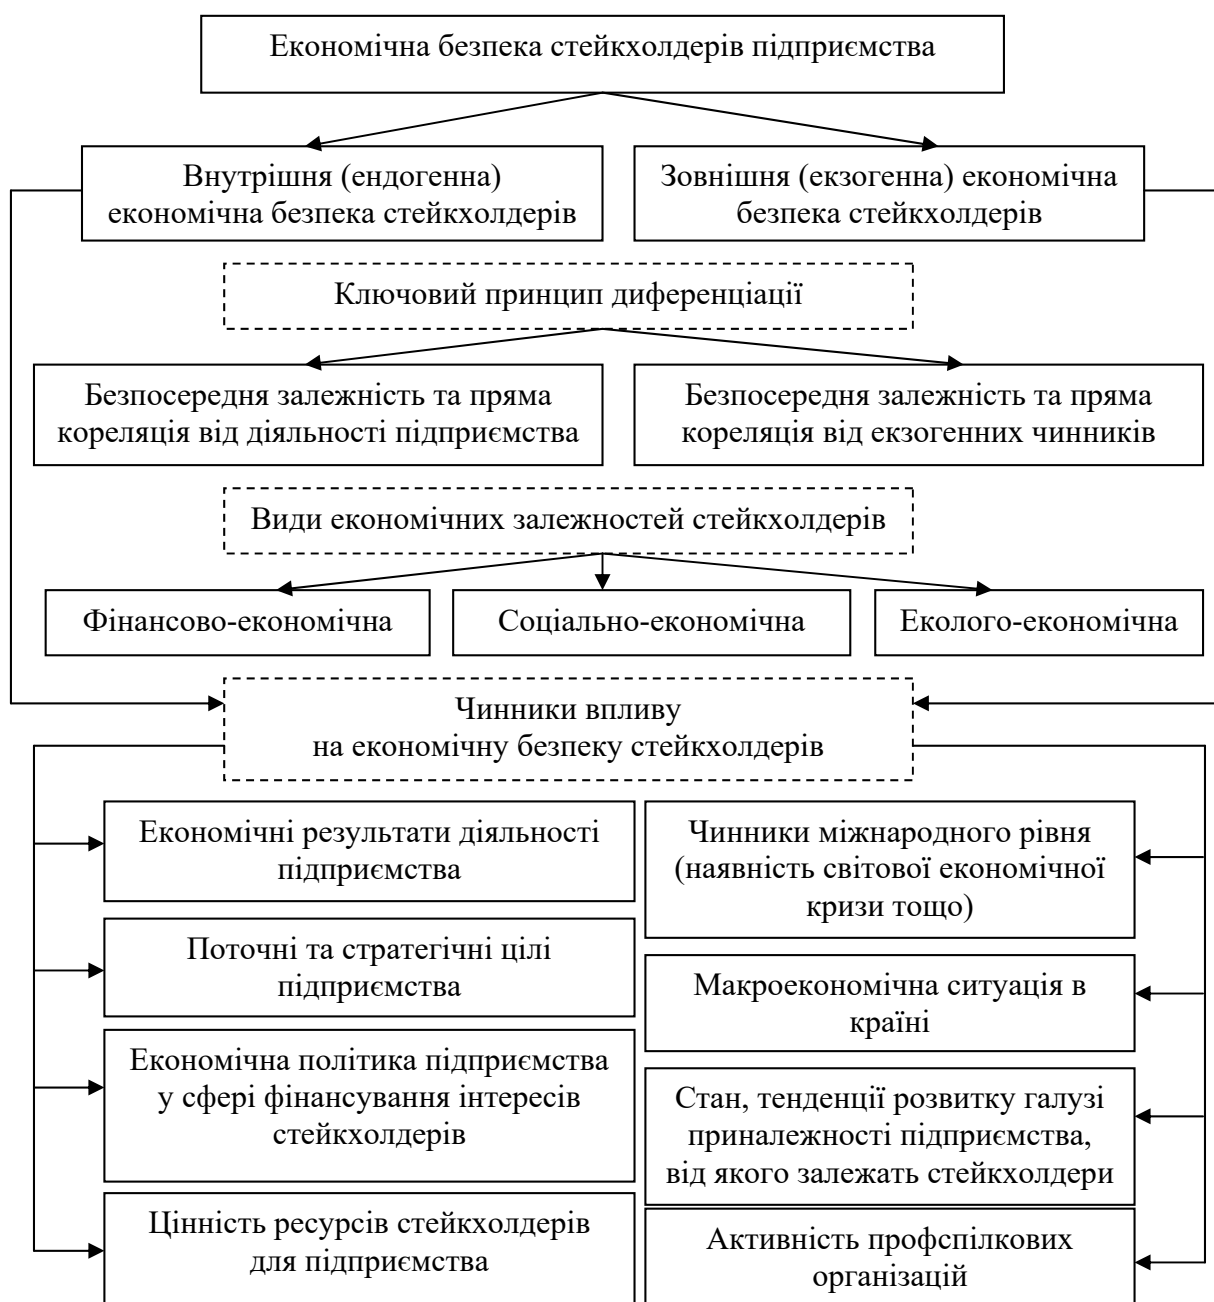 Економічна безпека стейкхолдерів підприємства
Внутрішня (ендогенна)
економічна безпека стейкхолдерів
Зовнішня (екзогенна) економічна
безпека стейкхолдерів
Ключовий принцип диференціації
Безпосередня залежність та пряма
кореляція від діяльності підприємства
Безпосередня залежність та пряма
кореляція від екзогенних чинників
Види економічних залежностей стейкхолдерів
Фінансово-економічна
Соціально-економічна
Еколого-економічна
Чинники впливу
на економічну безпеку стейкхолдерів
Економічні результати діяльності
підприємства
Поточні та стратегічні цілі
підприємства
Економічна політика підприємства
у сфері фінансування інтересів
стейкхолдерів
Цінність ресурсів стейкхолдерів
для підприємства
Чинники міжнародного рівня
(наявність світової економічної
кризи тощо)
Макроекономічна ситуація в
країні
Стан, тенденції розвитку галузі
приналежності підприємства,
від якого залежать стейкхолдери
Активність профспілкових
організацій